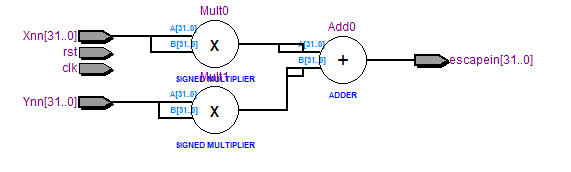 Mult0
Xnn[31..0]
A[31..0]
B[31..0]
rst
clk
X
SIGNED MULTIPLIER
Add0
A[31..0]
B[31..0]
+
ADDER
escapein[31..0]
Mult1
Ynn[31..0]
A[31..0]
B[31..0]
X
SIGNED MULTIPLIER